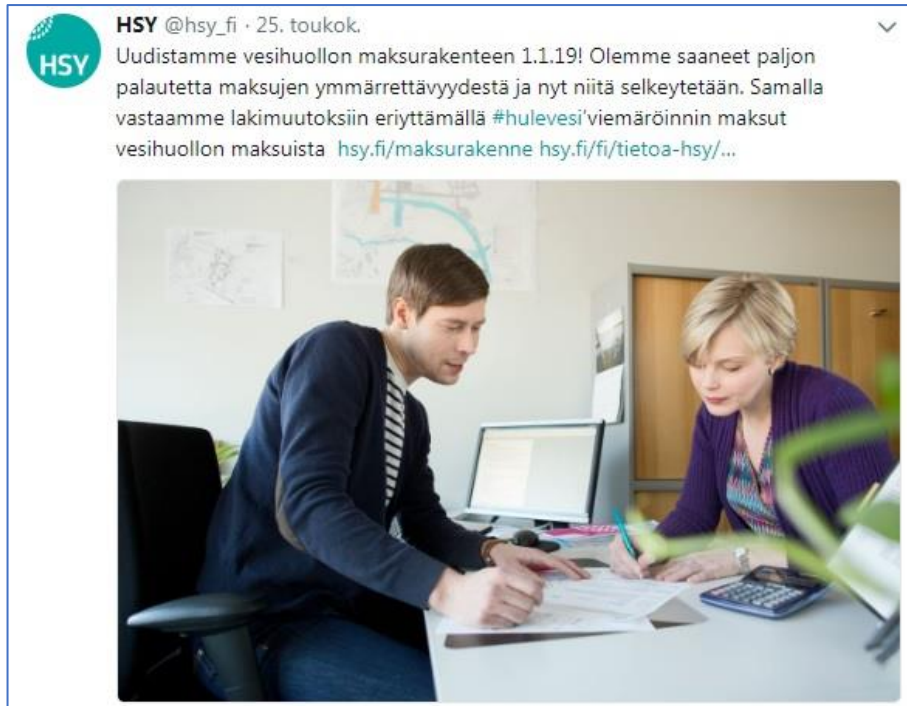 HSY @hsy_fi · 25. toukok.
HSY
Uudistamme vesihuollon maksurakenteen 1.1.19! Olemme saaneet paljon
palautetta maksujen ymmärrettävyydestä ja nyt niitä selkeytetään. Samalla
vastaamme lakimuutoksiin eriyttämällä #hulevesi'viemäröinnin maksut
vesihuollon maksuista hsy.fi/maksurakenne hsy.fi/fi/tietoa-hsy/...